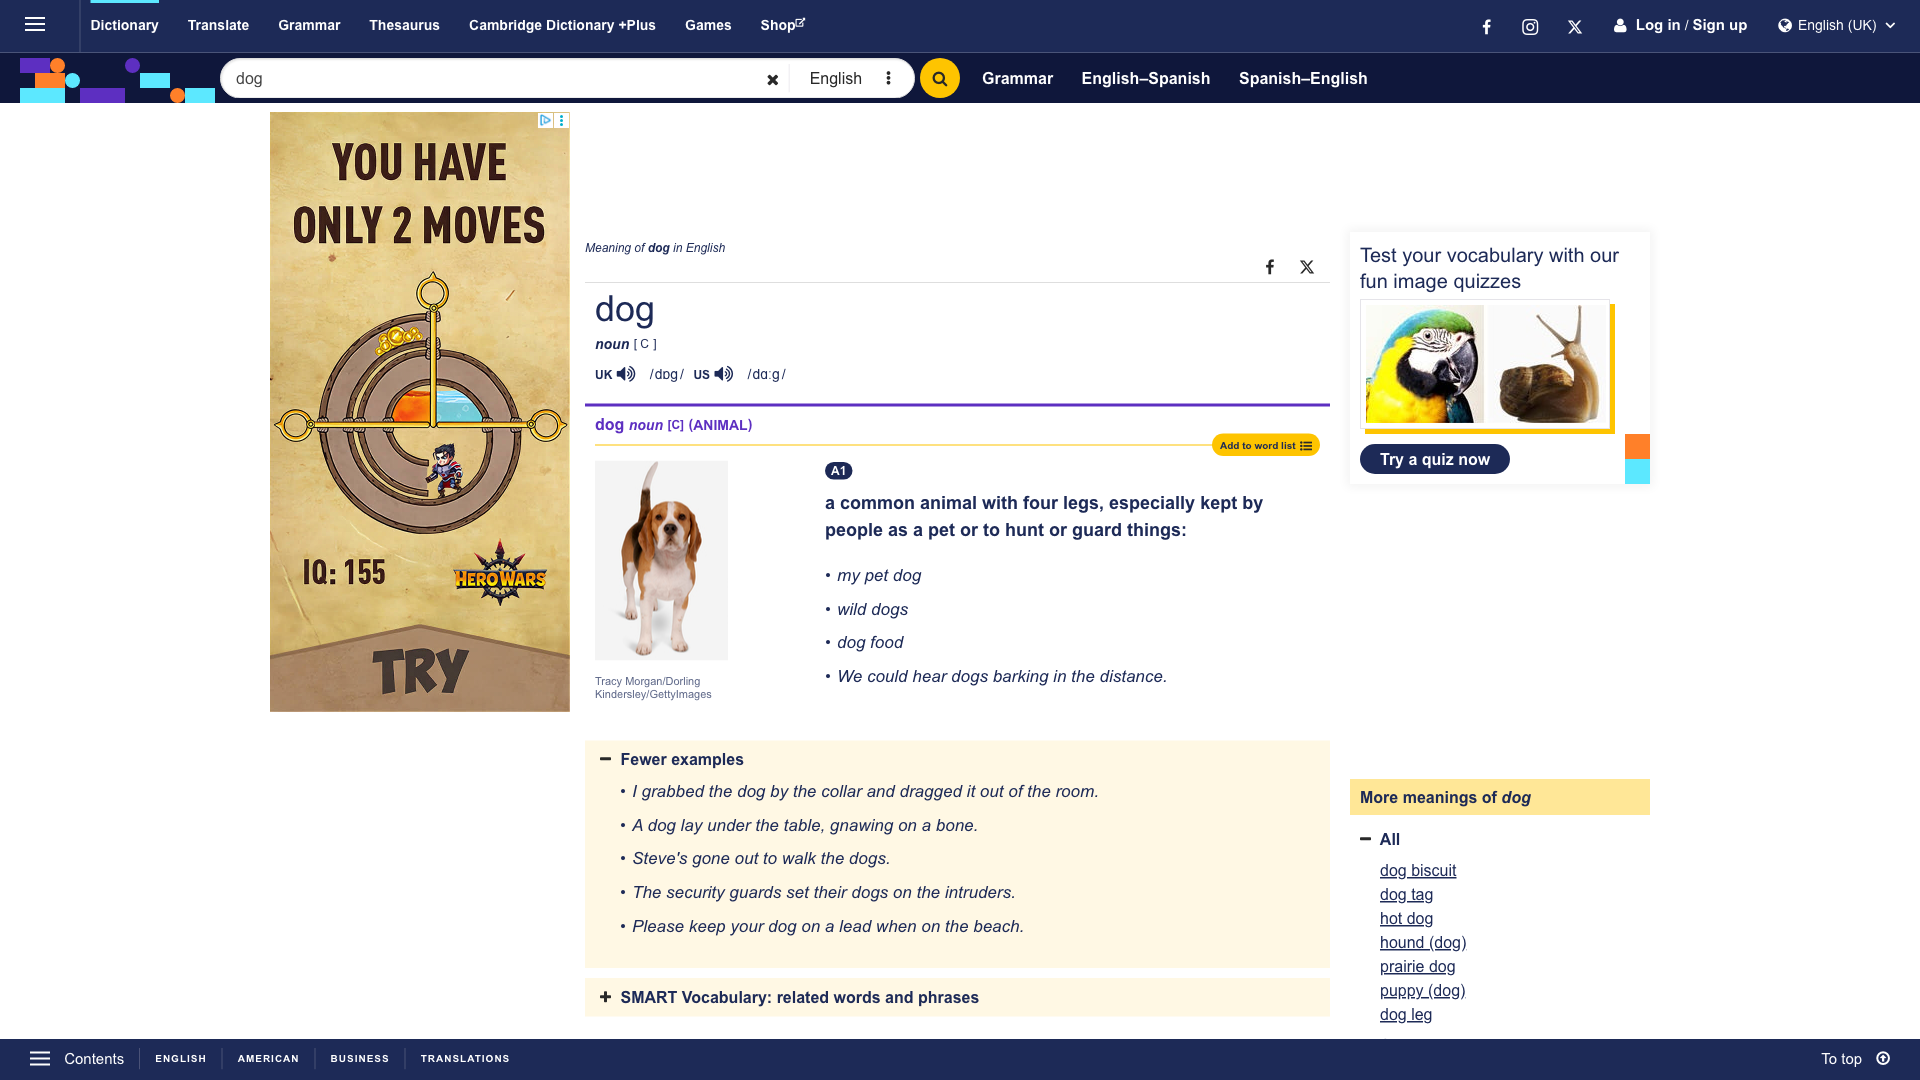 Dictionary Translate Grammar Thesaurus Cambridge Dictionary +Plus Games Shop Log in / Sign up English (UK)
dog English Grammar English–Spanish Spanish–English
YOU HAVE
ONLY 2 MOVES
IQ: 155
HERO WARS
TRY
Meaning of dog in English
dog
noun [ C ]
UK /dɒɡ/ US /dɑːɡ/
dog noun [C] (ANIMAL)
Add to word list
A1
a common animal with four legs, especially kept by
people as a pet or to hunt or guard things:
• my pet dog
• wild dogs
• dog food
• We could hear dogs barking in the distance.
Tracy Morgan/Dorling
Kindersley/GettyImages
Fewer examples
• I grabbed the dog by the collar and dragged it out of the room.
• A dog lay under the table, gnawing on a bone.
• Steve's gone out to walk the dogs.
• The security guards set their dogs on the intruders.
• Please keep your dog on a lead when on the beach.
SMART Vocabulary: related words and phrases
Test your vocabulary with our
fun image quizzes
Try a quiz now
More meanings of dog
All
dog biscuit
dog tag
hot dog
hound (dog)
prairie dog
puppy (dog)
dog leg
Contents ENGLISH AMERICAN BUSINESS TRANSLATIONS To top